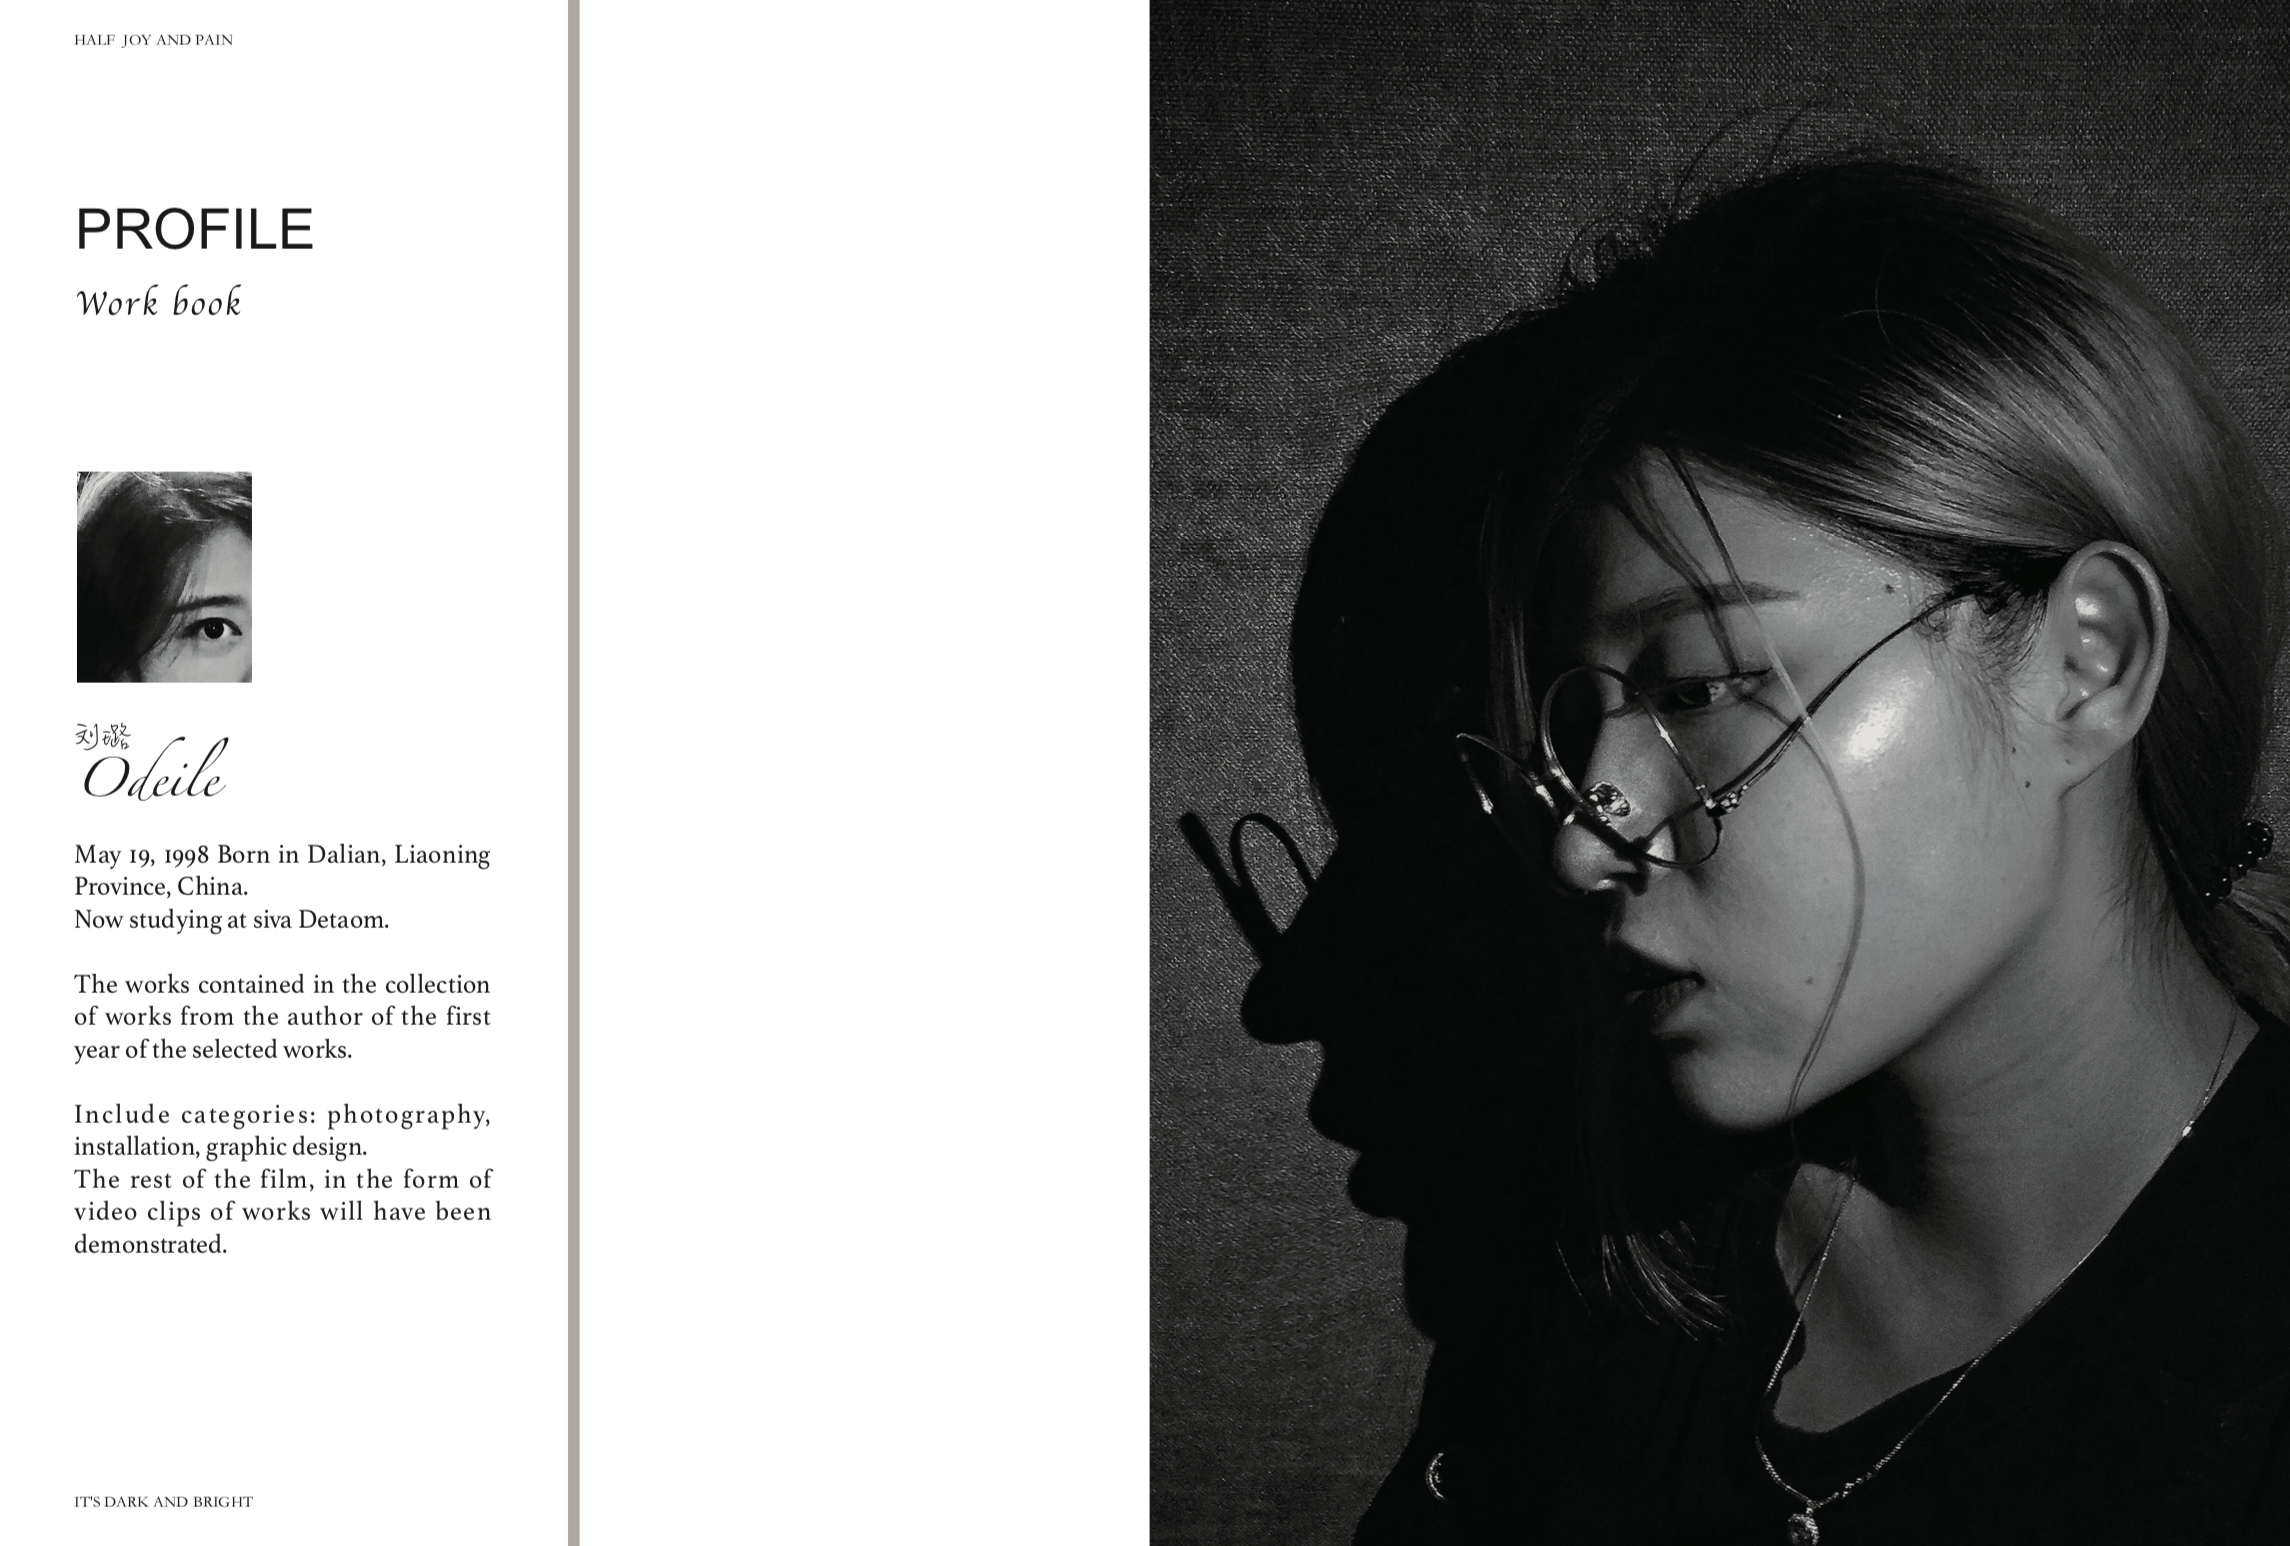 HALF JOY AND PAIN
PROFILE
Work book
刘璐
Odeile
May 19, 1998 Born in Dalian, Liaoning
Province, China.
Now studying at siva Detaom.
The works contained in the collection
of works from the author of the first
year of the selected works.
Include categories: photography,
installation, graphic design.
The rest of the film, in the form of
video clips of works will have been
demonstrated.
IT'S DARK AND BRIGHT